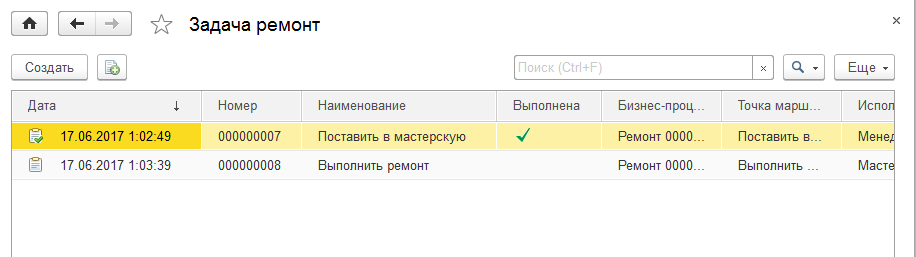 Задача ремонт
Создать Поиск (Ctrl+F) Еще
Дата Номер Наименование Выполнена Бизнес-проц... Точка марш... Испол
17.06.2017 1:02:49 000000007 Поставить в мастерскую Ремонт 0000... Поставить в... Менед
17.06.2017 1:03:39 000000008 Выполнить ремонт Ремонт 0000... Выполнить ... Масте